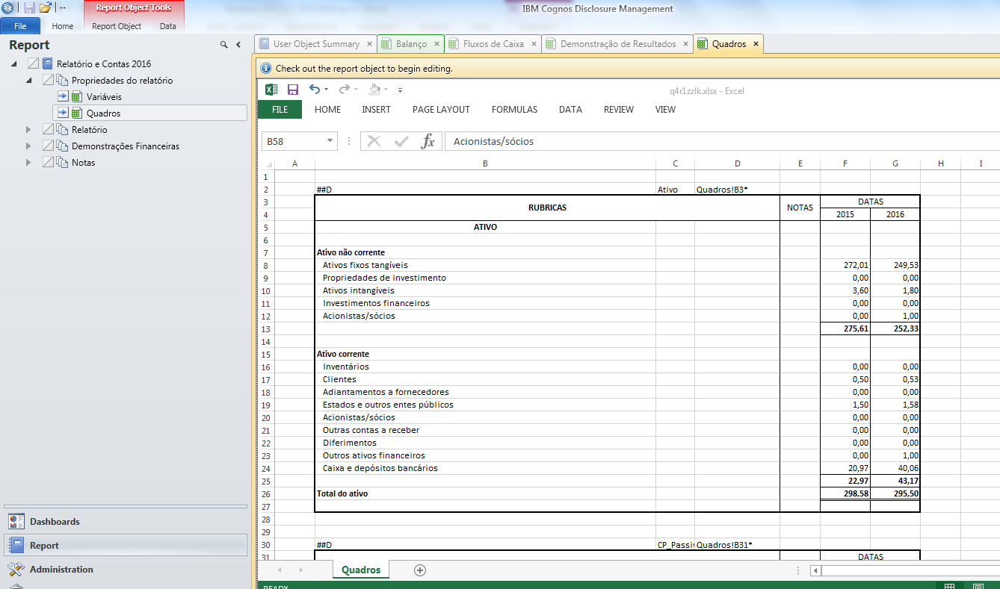 Report Object Tools
IBM Cognos Disclosure Management
File Home Report Object Data
Report
User Object Summary × Balanço × Fluxos de Caixa × Demonstração de Resultados × Quadros ×
Relatório e Contas 2016
Propriedades do relatório
Variáveis
Quadros
Relatório
Demonstrações Financeiras
Notas
Dashboards
Report
Administration
Check out the report object to begin editing.
q4r1zzlk.xlsx - Excel
FILE HOME INSERT PAGE LAYOUT FORMULAS DATA REVIEW VIEW
B58 fx Acionistas/sócios
A B C D E F G H I
1
2 ##D Ativo Quadros!B3*
3 RUBRICAS NOTAS DATAS
4 2015 2016
5 ATIVO
6
7 Ativo não corrente
8 Ativos fixos tangíveis 272,01 249,53
9 Propriedades de investimento 0,00 0,00
10 Ativos intangíveis 3,60 1,80
11 Investimentos financeiros 0,00 0,00
12 Acionistas/sócios 0,00 1,00
13 275,61 252,33
14
15 Ativo corrente
16 Inventários 0,00 0,00
17 Clientes 0,50 0,53
18 Adiantamentos a fornecedores 0,00 0,00
19 Estados e outros entes públicos 1,50 1,58
20 Acionistas/sócios 0,00 0,00
21 Outras contas a receber 0,00 0,00
22 Diferimentos 0,00 0,00
23 Outros ativos financeiros 0,00 1,00
24 Caixa e depósitos bancários 20,97 40,06
25 22,97 43,17
26 Total do ativo 298,58 295,50
27
28
29
30 ##D CP_Passiv Quadros!B31*
31 DATAS
Quadros
READY